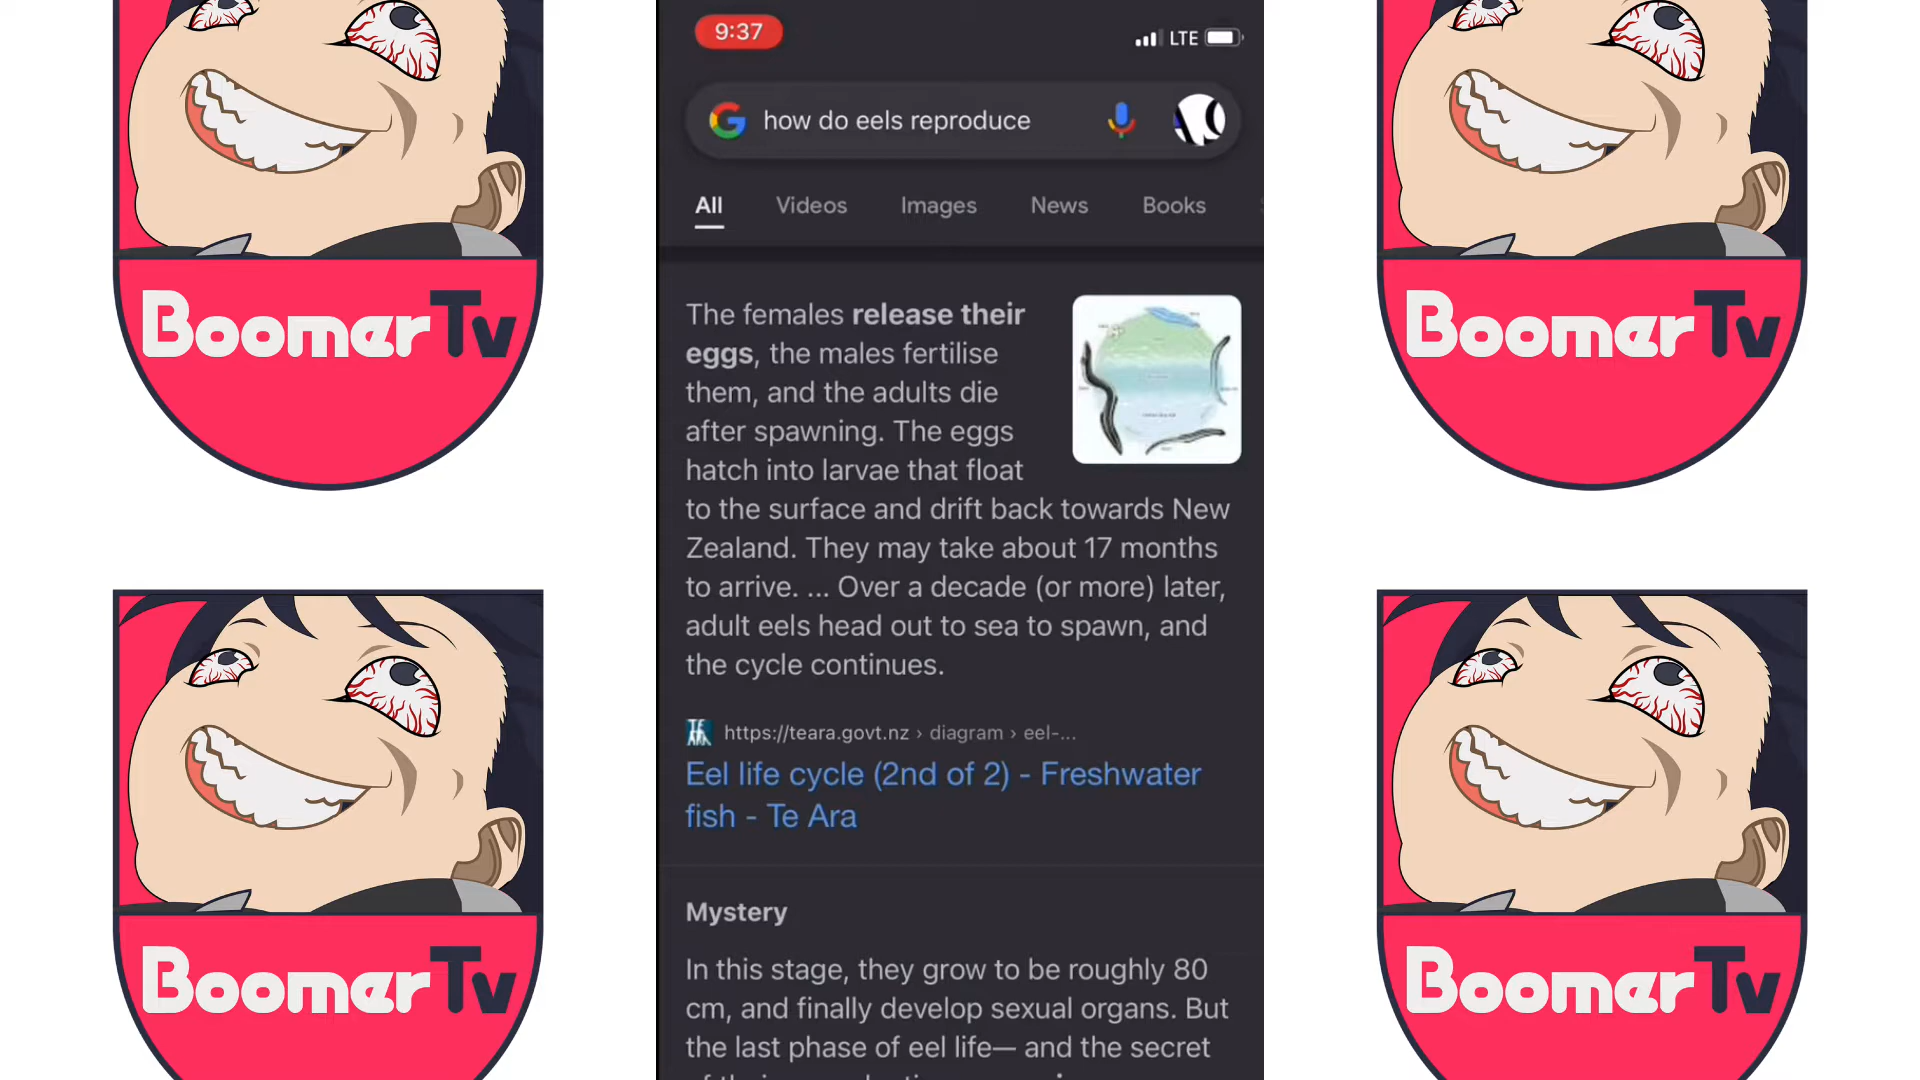 9:37
LTE
how do eels reproduce
All Videos Images News Books
The females release their
eggs, the males fertilise
them, and the adults die
after spawning. The eggs
hatch into larvae that float
to the surface and drift back towards New
Zealand. They may take about 17 months
to arrive. ... Over a decade (or more) later,
adult eels head out to sea to spawn, and
the cycle continues.
https://teara.govt.nz › diagram › eel-...
Eel life cycle (2nd of 2) - Freshwater
fish - Te Ara
Mystery
In this stage, they grow to be roughly 80
cm, and finally develop sexual organs. But
the last phase of eel life— and the secret
BoomerTv
BoomerTv
BoomerTv
BoomerTv